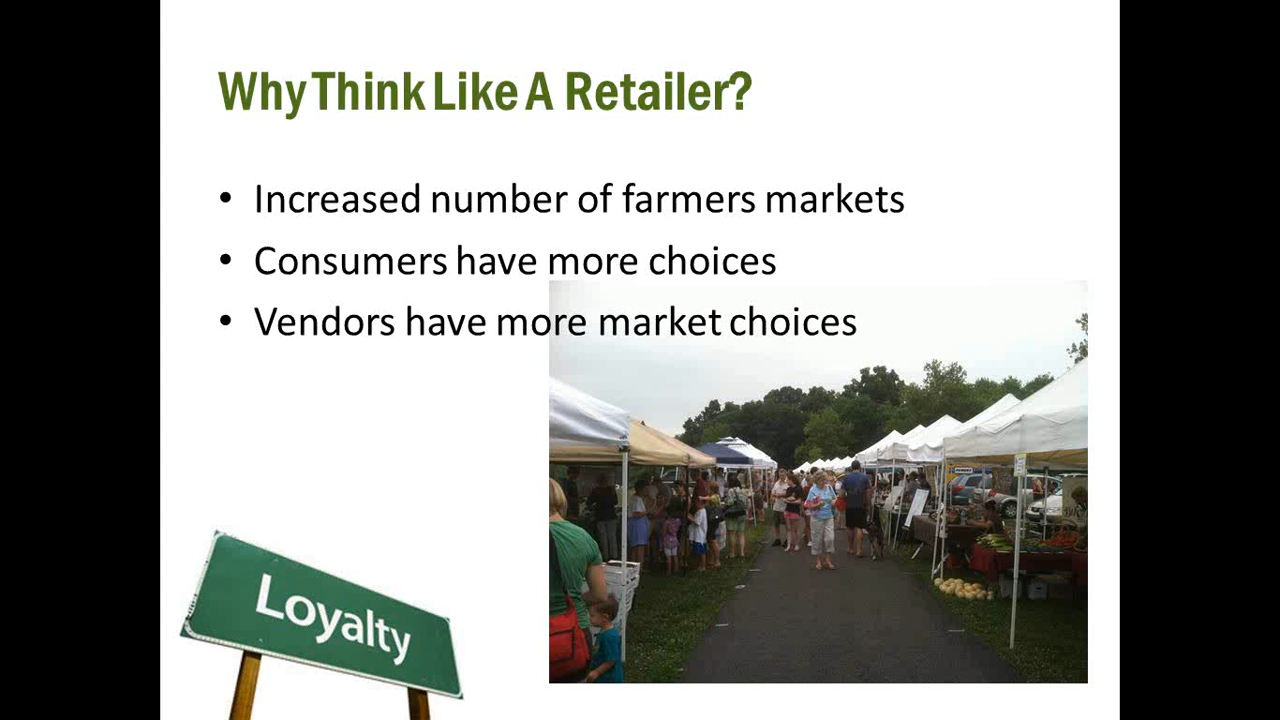 Why Think Like A Retailer?
• Increased number of farmers markets
• Consumers have more choices
• Vendors have more market choices
Loyalty